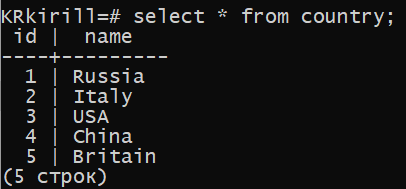 KRkirill=# select * from country;
 id |  name
----+---------
  1 | Russia
  2 | Italy
  3 | USA
  4 | China
  5 | Britain
(5 строк)